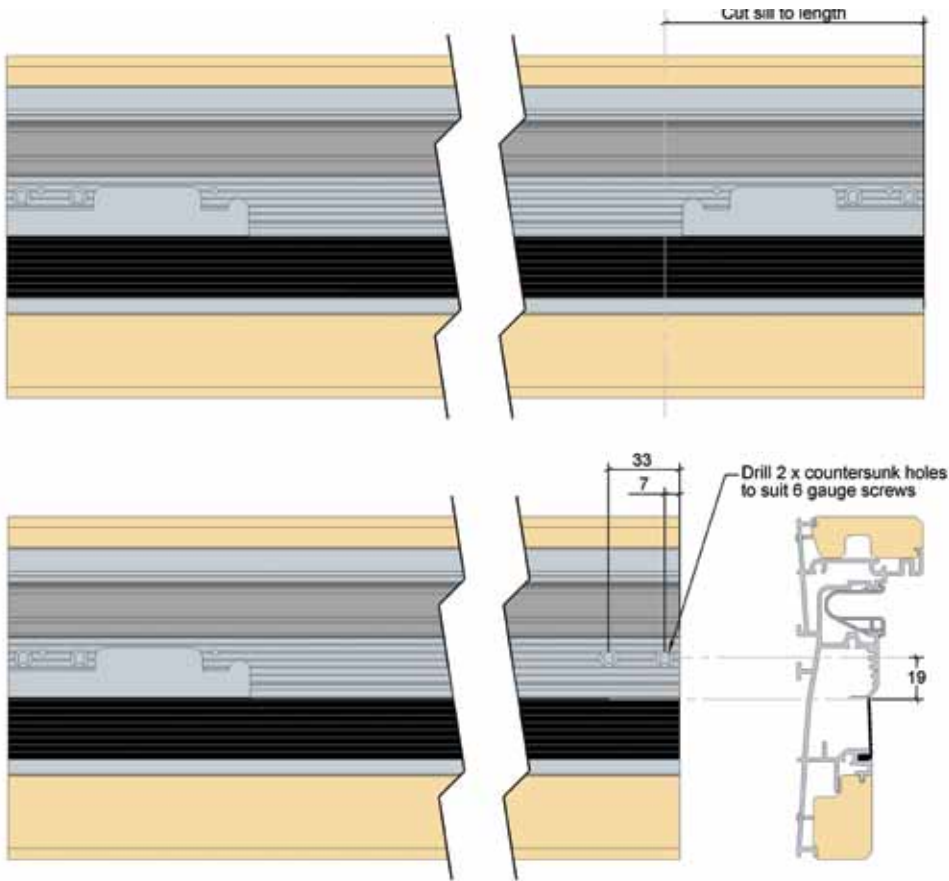 Cut sill to length
33
7
Drill 2 x countersunk holes
to suit 6 gauge screws
19